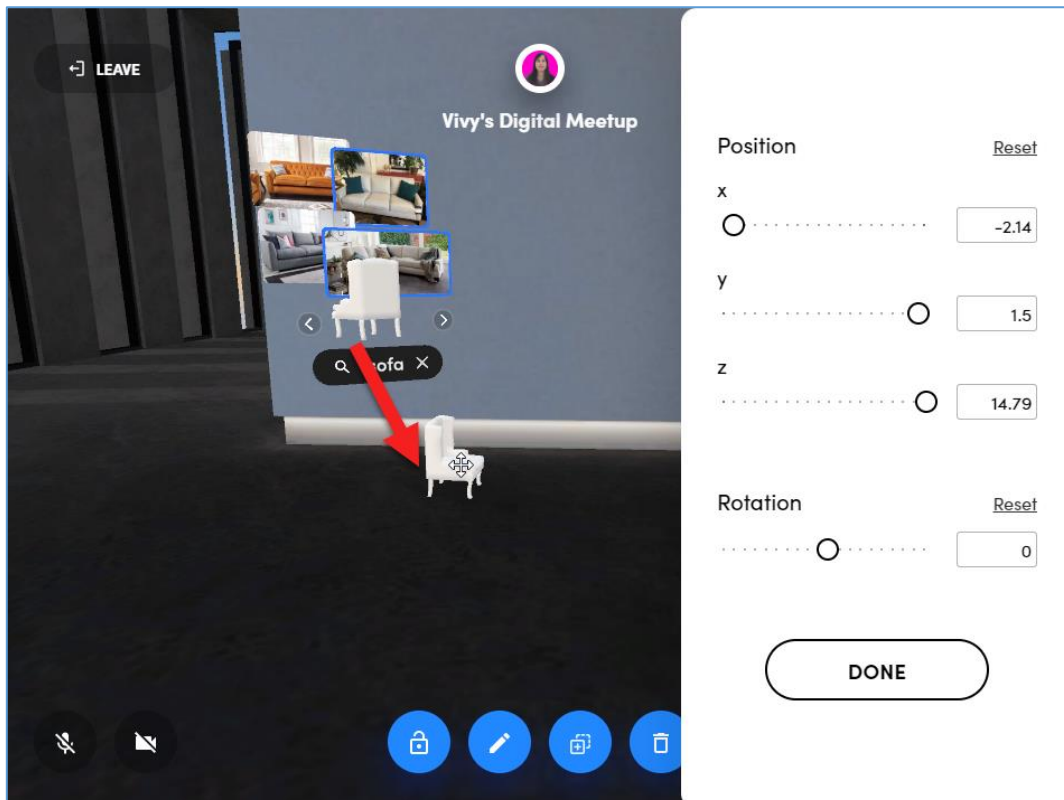 LEAVE
Vivy's Digital Meetup
ofa
Position Reset
x
-2.14
y
1.5
z
14.79
Rotation Reset
0
DONE